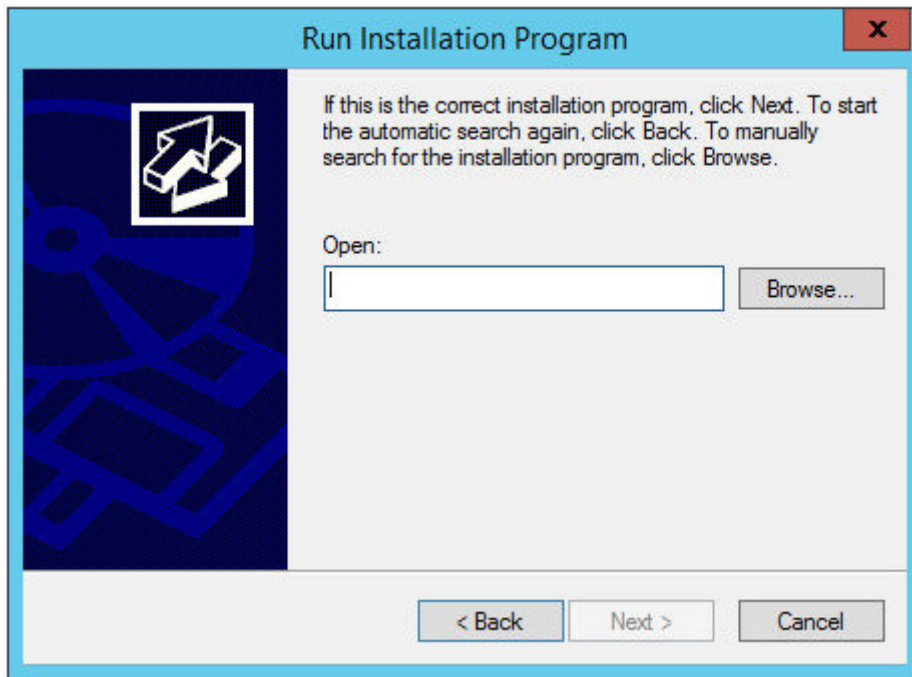 Run Installation Program
x
If this is the correct installation program, click Next. To start
the automatic search again, click Back. To manually
search for the installation program, click Browse.
Open:
Browse...
< Back
Next >
Cancel